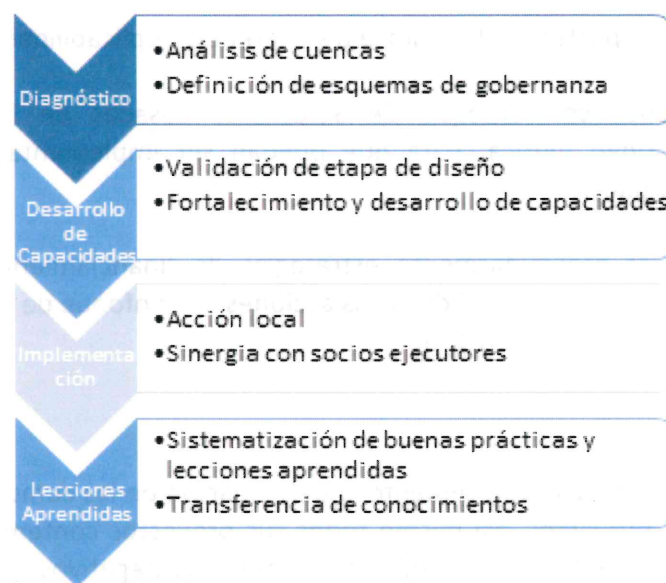 Diagnóstico
•Análisis de cuencas
•Definición de esquemas de gobernanza
Desarrollo
de
Capacidades
•Validación de etapa de diseño
•Fortalecimiento y desarrollo de capacidades
Implementa
ción
•Acción local
•Sinergia con socios ejecutores
Lecciones
Aprendidas
•Sistematización de buenas prácticas y
lecciones aprendidas
•Transferencia de conocimientos